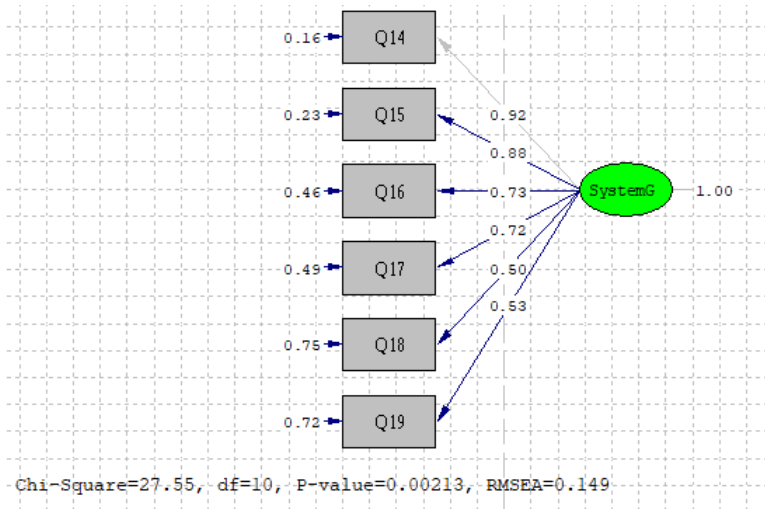 0.16 Q14
0.23 Q15 0.92
0.88
0.46 Q16 0.73 SystemG 1.00
0.72
0.49 Q17 0.50
0.53
0.75 Q18
0.72 Q19
Chi-Square=27.55, df=10, P-value=0.00213, RMSEA=0.149